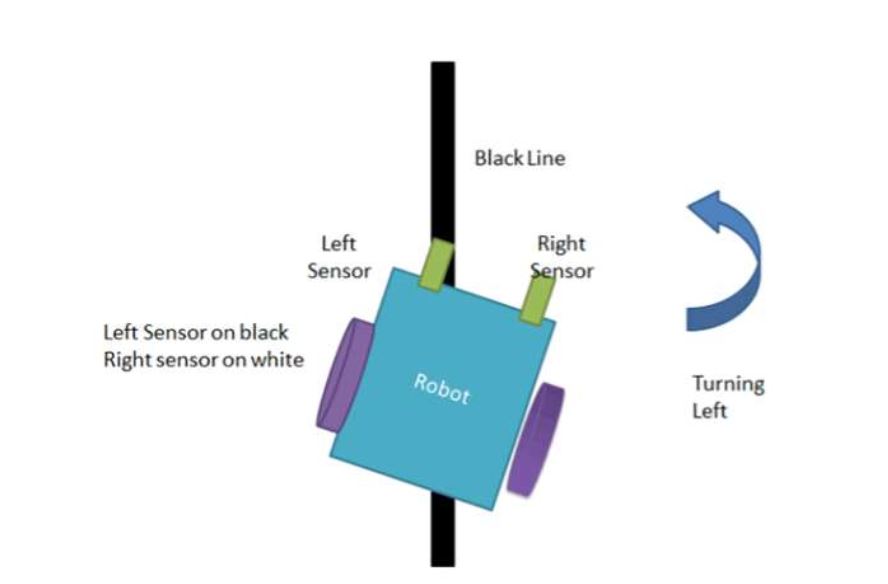 Black Line
Left
Sensor
Right
Sensor
Left Sensor on black
Right sensor on white
Robot
Turning
Left